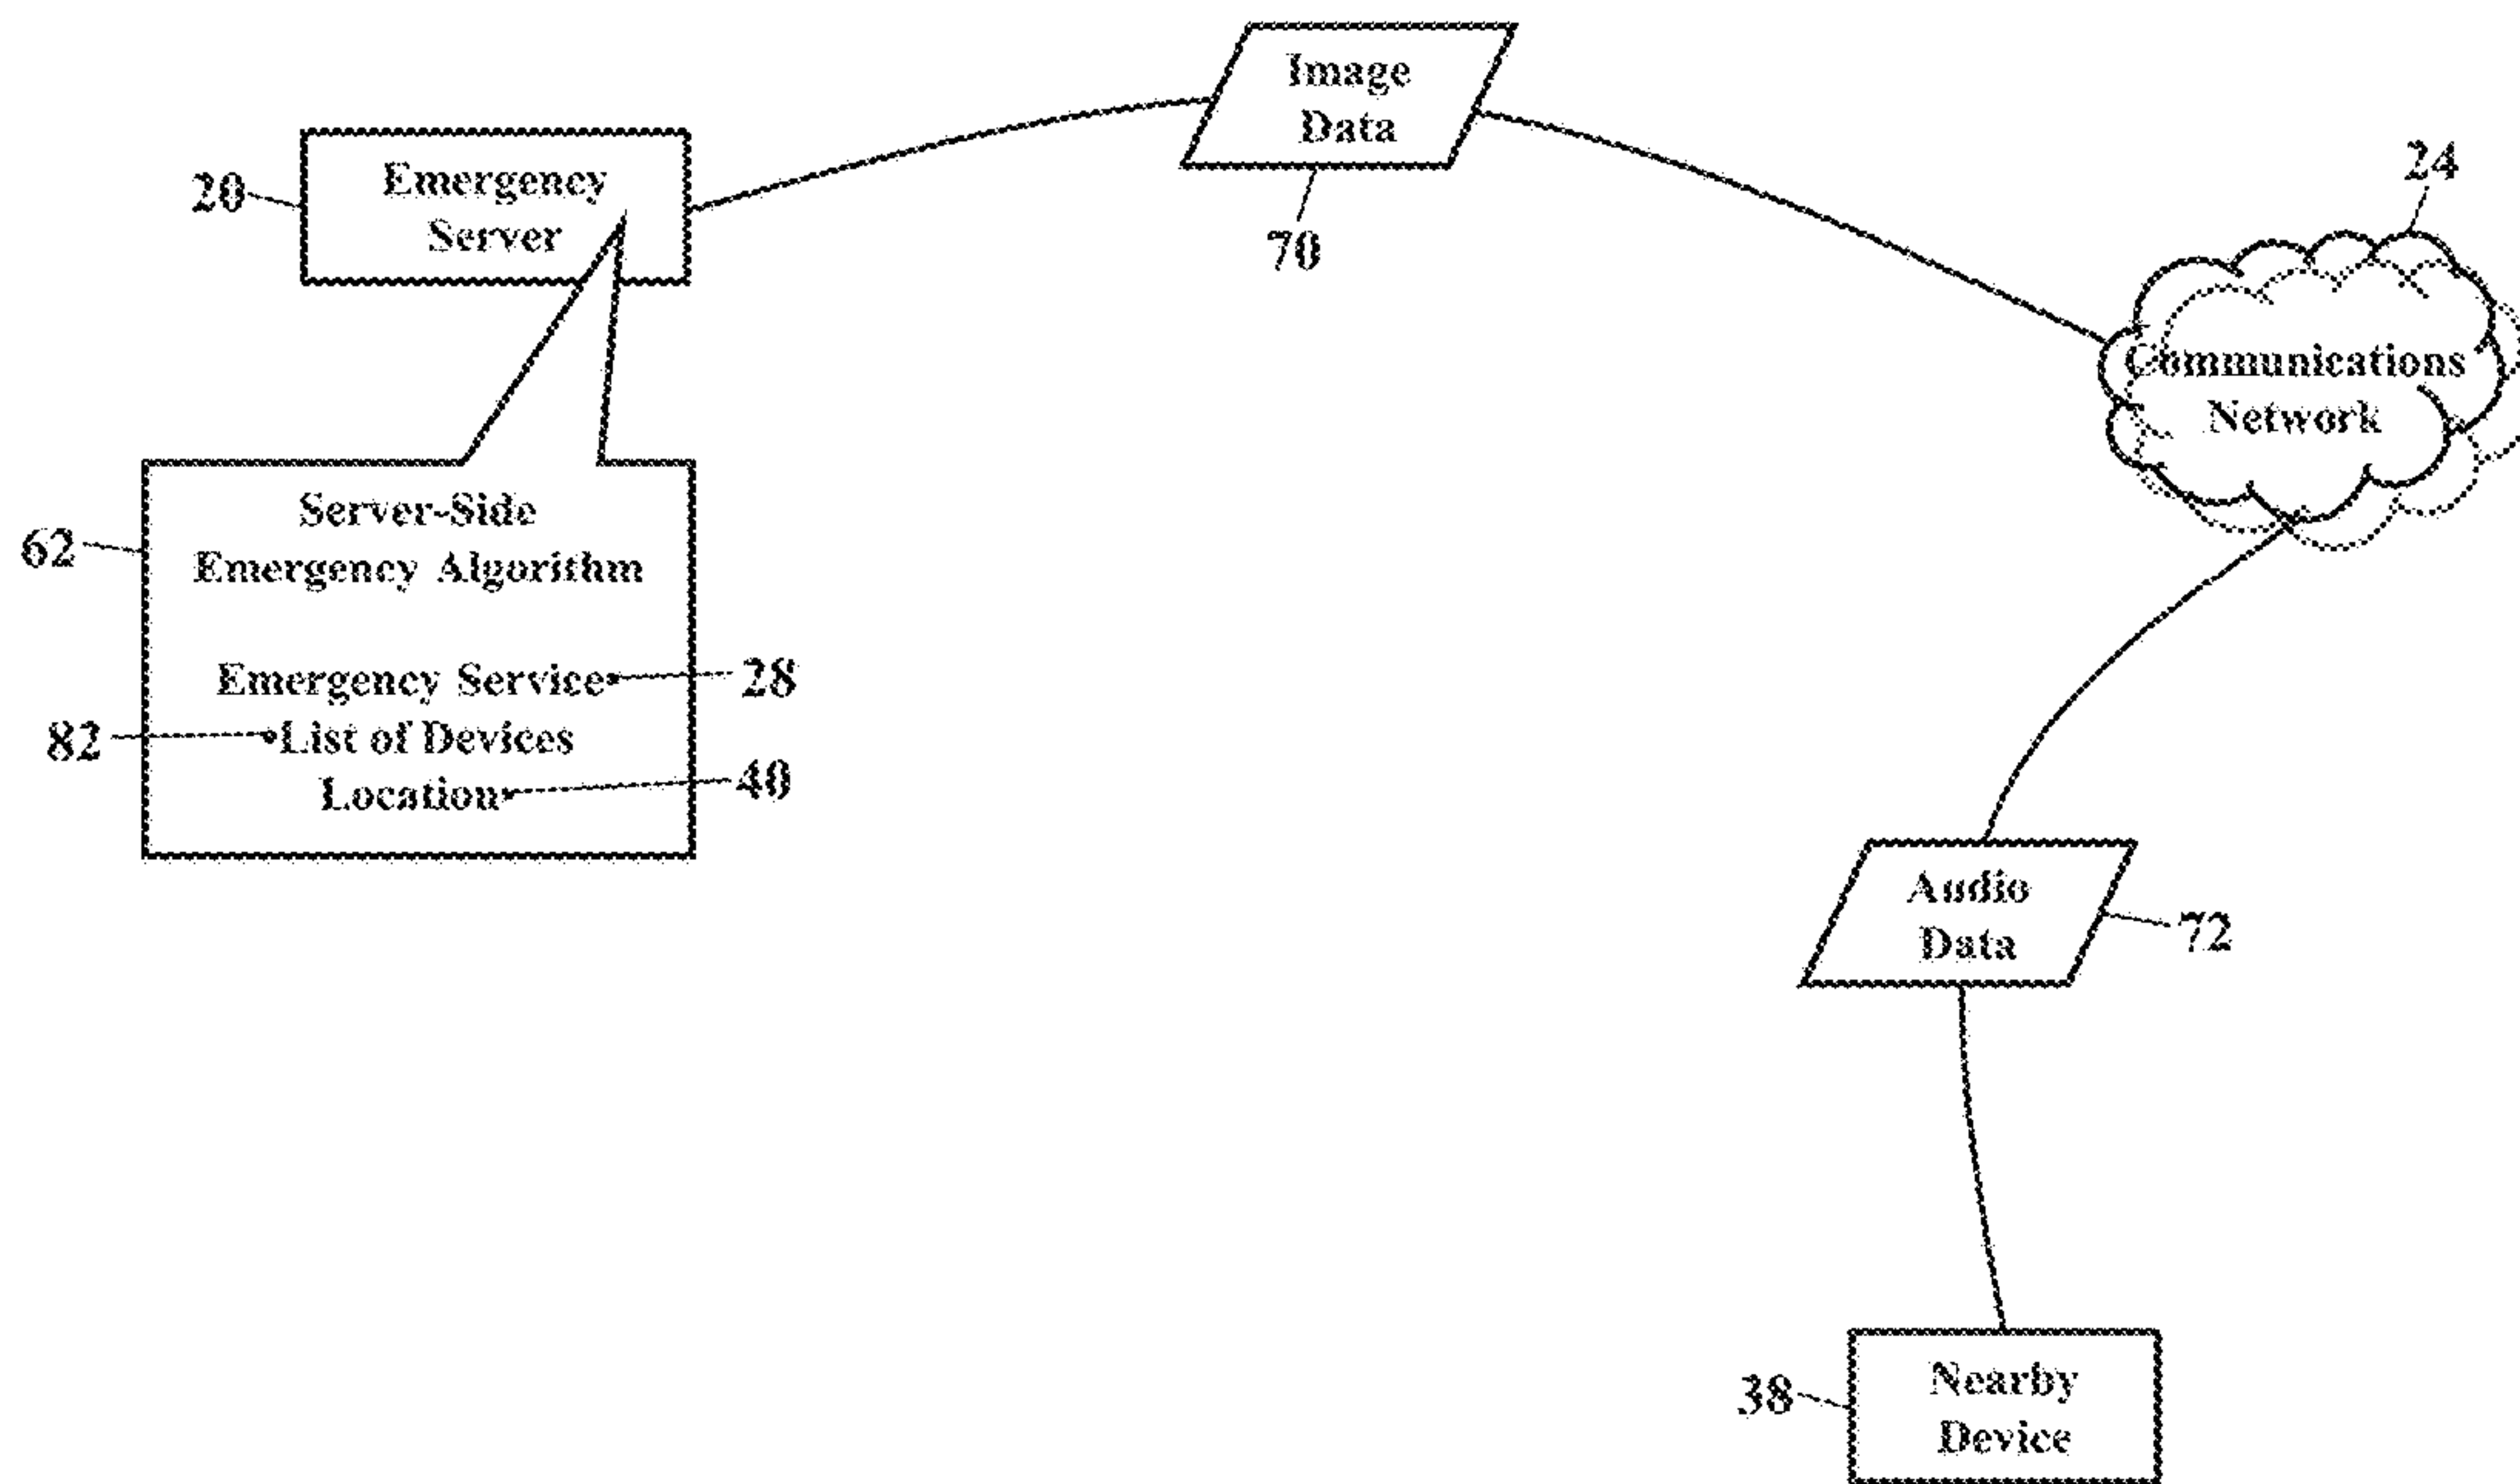 Image
Data
70
Emergency
Server
20
24
Communications
Network
62
Server-Side
Emergency Algorithm
Emergency Service
28
82
List of Devices
Location
40
Audio
Data
72
38
Nearby
Device